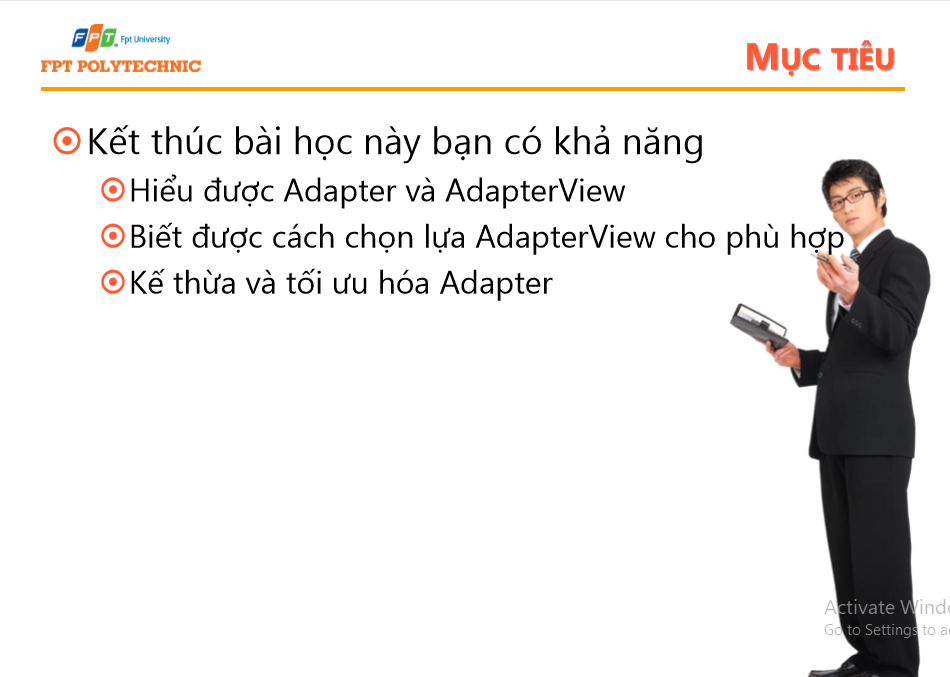 FPT. Fpt University
FPT POLYTECHNIC
MỤC TIÊU
Kết thúc bài học này bạn có khả năng
Hiểu được Adapter và AdapterView
Biết được cách chọn lựa AdapterView cho phù hợp
Kế thừa và tối ưu hóa Adapter
Activate Windo
Go to Settings to a